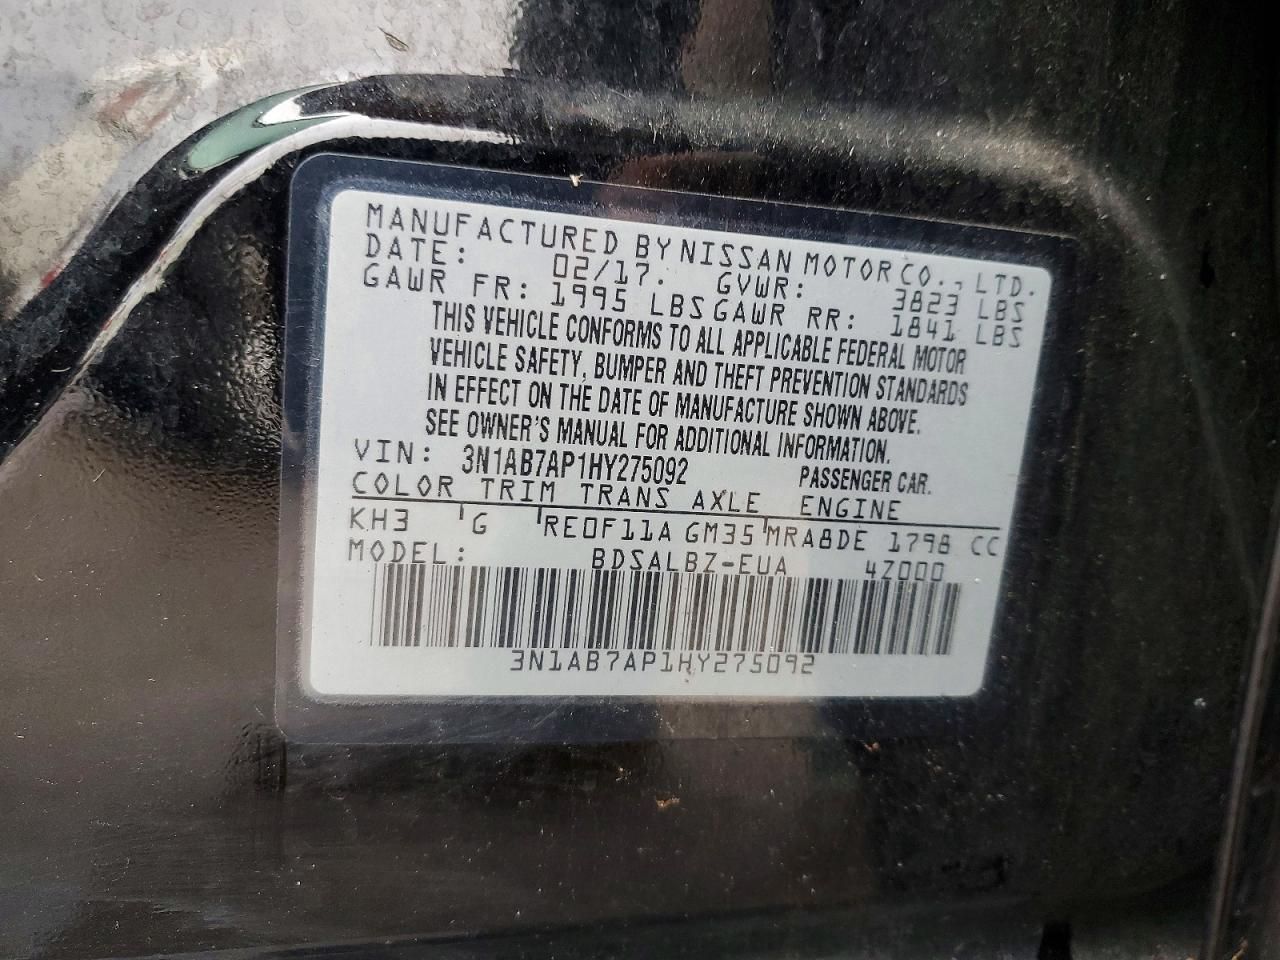 MANUFACTURED BY NISSAN MOTOR CO., LTD.
DATE: 02/17. GVWR: 3823 LBS
GAWR FR: 1995 LBS GAWR RR: 1841 LBS
THIS VEHICLE CONFORMS TO ALL APPLICABLE FEDERAL MOTOR
VEHICLE SAFETY, BUMPER AND THEFT PREVENTION STANDARDS
IN EFFECT ON THE DATE OF MANUFACTURE SHOWN ABOVE.
SEE OWNER'S MANUAL FOR ADDITIONAL INFORMATION.
VIN: 3N1AB7AP1HY275092 PASSENGER CAR.
COLOR TRIM TRANS AXLE ENGINE
KH3 G RE0F11A GM35 MRA8DE 1798 CC
MODEL: BDSALBZ-EUA 4Z000
3N1AB7AP1HY275092